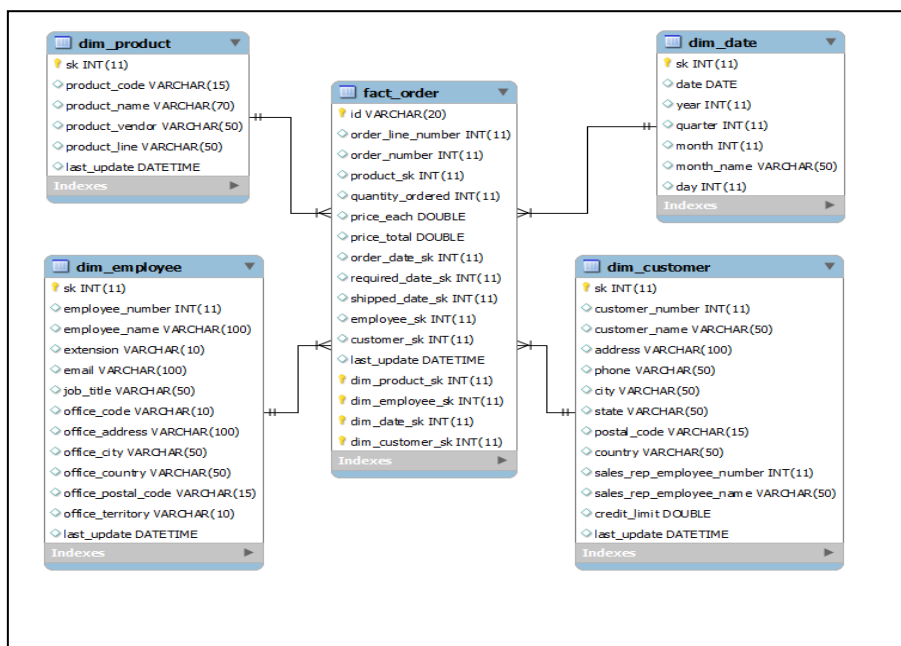 dim_product
sk INT(11)
product_code VARCHAR(15)
product_name VARCHAR(70)
product_vendor VARCHAR(50)
product_line VARCHAR(50)
last_update DATETIME
Indexes
fact_order
id VARCHAR(20)
order_line_number INT(11)
order_number INT(11)
product_sk INT(11)
quantity_ordered INT(11)
price_each DOUBLE
price_total DOUBLE
order_date_sk INT(11)
required_date_sk INT(11)
shipped_date_sk INT(11)
employee_sk INT(11)
customer_sk INT(11)
last_update DATETIME
dim_product_sk INT(11)
dim_employee_sk INT(11)
dim_date_sk INT(11)
dim_customer_sk INT(11)
Indexes
dim_date
sk INT(11)
date DATE
year INT(11)
quarter INT(11)
month INT(11)
month_name VARCHAR(50)
day INT(11)
Indexes
dim_employee
sk INT(11)
employee_number INT(11)
employee_name VARCHAR(100)
extension VARCHAR(10)
email VARCHAR(100)
job_title VARCHAR(50)
office_code VARCHAR(10)
office_address VARCHAR(100)
office_city VARCHAR(50)
office_country VARCHAR(50)
office_postal_code VARCHAR(15)
office_territory VARCHAR(10)
last_update DATETIME
Indexes
dim_customer
sk INT(11)
customer_number INT(11)
customer_name VARCHAR(50)
address VARCHAR(100)
phone VARCHAR(50)
city VARCHAR(50)
state VARCHAR(50)
postal_code VARCHAR(15)
country VARCHAR(50)
sales_rep_employee_number INT(11)
sales_rep_employee_name VARCHAR(50)
credit_limit DOUBLE
last_update DATETIME
Indexes